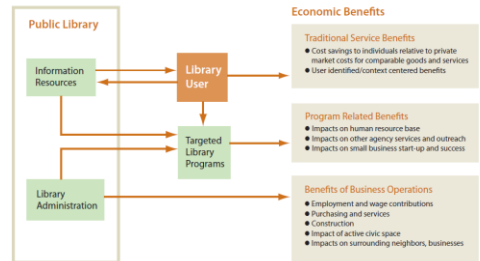 Economic Benefits
Public Library
Information
Resources
Library
User
Targeted
Library
Programs
Library
Administration
Traditional Service Benefits
● Cost savings to individuals relative to private
market costs for comparable goods and services
● User identified/context centered benefits
Program Related Benefits
● Impacts on human resource base
● Impacts on other agency services and outreach
● Impacts on small business start-up and success
Benefits of Business Operations
● Employment and wage contributions
● Purchasing and services
● Construction
● Impact of active civic space
● Impacts on surrounding neighbors, businesses